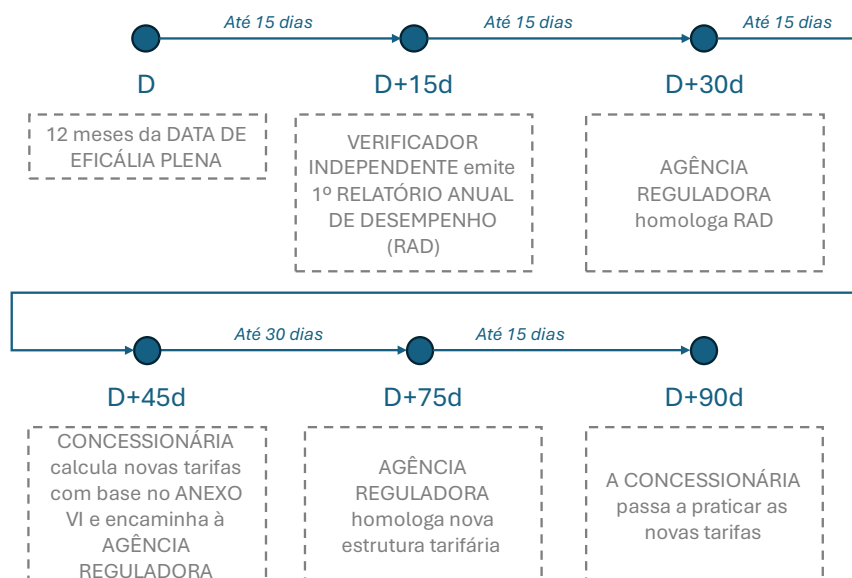 Até 15 dias
Até 15 dias
Até 15 dias
D
D+15d
D+30d
12 meses da DATA DE
EFICÁLIA PLENA
VERIFICADOR
INDEPENDENTE emite
1º RELATÓRIO ANUAL
DE DESEMPENHO
(RAD)
AGÊNCIA
REGULADORA
homologa RAD
Até 30 dias
Até 15 dias
D+45d
D+75d
D+90d
CONCESSIONÁRIA
calcula novas tarifas
com base no ANEXO
VI e encaminha à
AGÊNCIA
REGULADORA
AGÊNCIA
REGULADORA
homologa nova
estrutura tarifária
A CONCESSIONÁRIA
passa a praticar as
novas tarifas